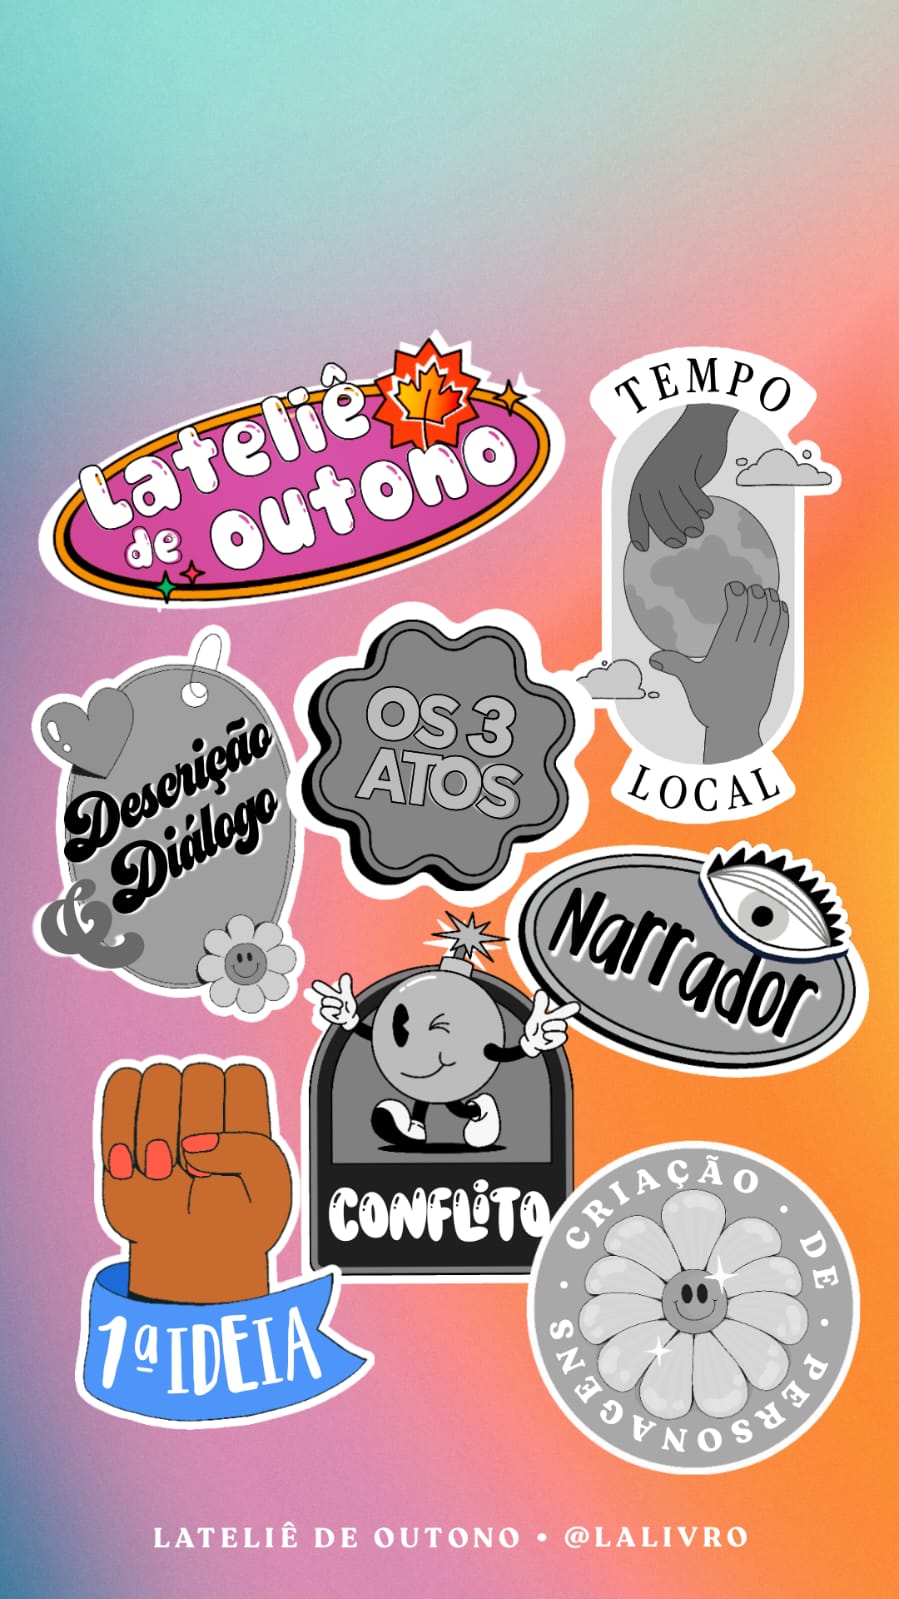 Lateliê
de outono
TEMPO
LOCAL
Descrição
& Diálogo
OS 3
ATOS
Narrador
CONFLITO
1ª IDEIA
CRIAÇÃO · DE · PERSONAGENS ·
LATELIÊ DE OUTONO • @LALIVRO